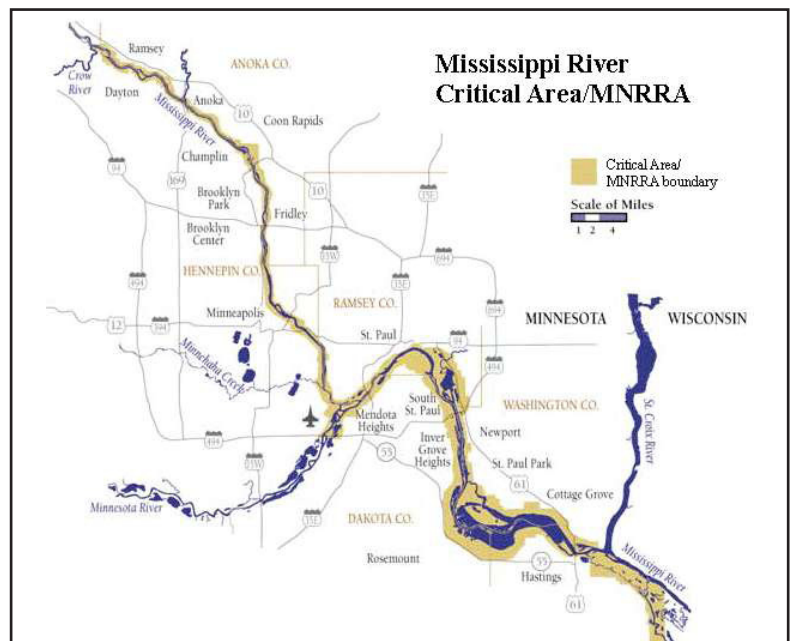 Mississippi River
Critical Area/MNRRA
Critical Area/
MNRRA boundary
Scale of Miles
1 2 4
Ramsey
ANOKA CO.
Crow
River
Dayton
Mississippi River
Anoka
10
Coon Rapids
Champlin
94
169
Brooklyn
Park
10
35E
Fridley
Brooklyn
Center
35W
694
HENNEPIN CO.
494
35E
RAMSEY CO.
694
Minneapolis
12
394
St. Paul
94
MINNESOTA
WISCONSIN
Minnehaha Creek
494
South
St. Paul
WASHINGTON CO.
St. Croix River
Mendota
Heights
Newport
494
55
Inver
Grove
Heights
35W
St. Paul Park
61
Cottage Grove
Minnesota River
35E
DAKOTA CO.
Mississippi River
Rosemount
55
Hastings
61